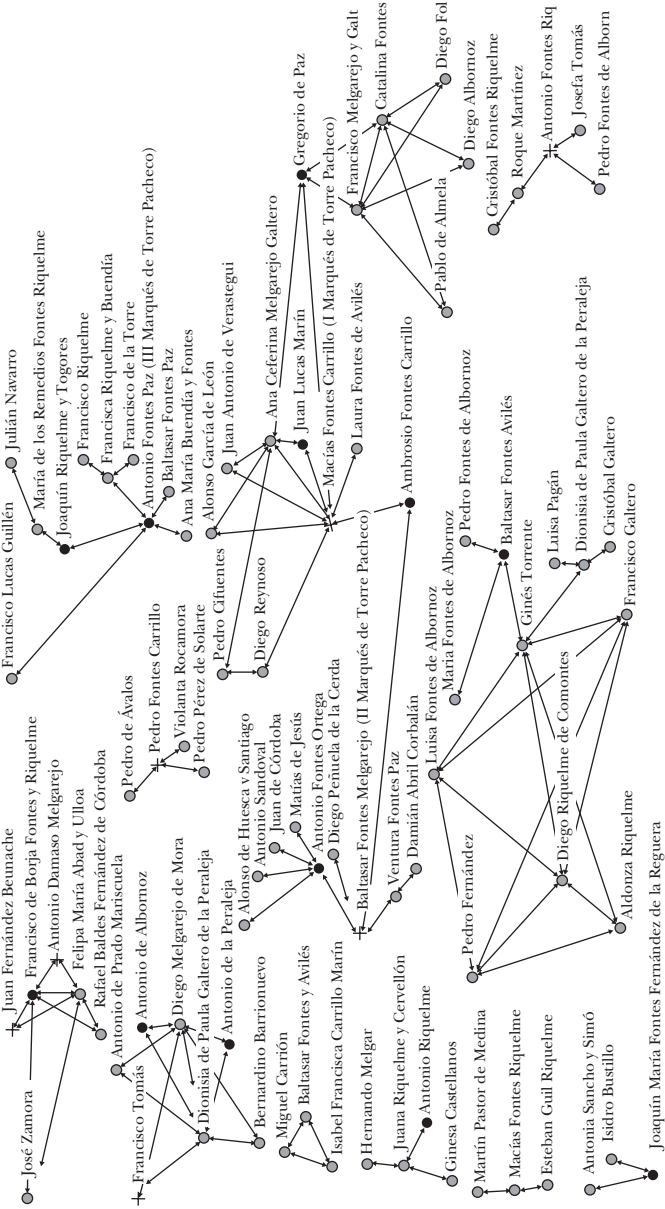 Juan Fernández Beunache
Francisco de Borja Fontes y Riquelme
Antonio Damaso Melgarejo
Felipa María Abad y Ulloa
Rafael Baldes Fernández de Córdoba
José Zamora
Antonio de Prado Mariscuela
Antonio de Albornoz
Diego Melgarejo de Mora
Dionisia de Paula Galtero de la Peraleja
Antonio de la Peraleja
Francisco Tomás
Bernardino Barrionuevo
Miguel Carrión
Baltasar Fontes y Avilés
Isabel Francisca Carrillo Marín
Hernando Melgar
Juana Riquelme y Cervellón
Antonio Riquelme
Ginesa Castellanos
Martín Pastor de Medina
Macías Fontes Riquelme
Esteban Guil Riquelme
Antonia Sancho y Simó
Isidro Bustillo
Joaquín María Fontes Fernández de la Reguera
Francisco Lucas Guillén
Julián Navarro
María de los Remedios Fontes Riquelme
Joaquín Riquelme y Togores
Francisco Riquelme
Francisca Riquelme y Buendía
Francisco de la Torre
Antonio Fontes Paz (III Marqués de Torre Pacheco)
Baltasar Fontes Paz
Ana María Buendía y Fontes
Pedro de Ávalos
Pedro Fontes Carrillo
Violanta Rocamora
Pedro Pérez de Solarte
Alonso García de León
Juan Antonio de Verastegui
Ana Ceferina Melgarejo Galtero
Juan Lucas Marín
Macías Fontes Carrillo (I Marqués de Torre Pacheco)
Laura Fontes de Avilés
Pedro Cifuentes
Diego Reynoso
Ambrosio Fontes Carrillo
Alonso de Huesca y Santiago
Antonio Sandoval
Juan de Córdoba
Matías de Jesús
Antonio Fontes Ortega
Diego Peñuela de la Cerda
Baltasar Fontes Melgarejo (II Marqués de Torre Pacheco)
Ventura Fontes Paz
Damián Abril Corbalán
Gregorio de Paz
Francisco Melgarejo y Galt
Catalina Fontes
Diego Fol
Diego Albornoz
Pablo de Almela
Cristóbal Fontes Riquelme
Roque Martínez
Antonio Fontes Riq
Josefa Tomás
Pedro Fontes de Alborn
Luisa Fontes de Albornoz
Maria Fontes de Albornoz
Pedro Fontes de Albornoz
Baltasar Fontes Avilés
Ginés Torrente
Luisa Pagán
Dionisia de Paula Galtero de la Peraleja
Cristóbal Galtero
Francisco Galtero
Pedro Fernández
Diego Riquelme de Comontes
Aldonza Riquelme